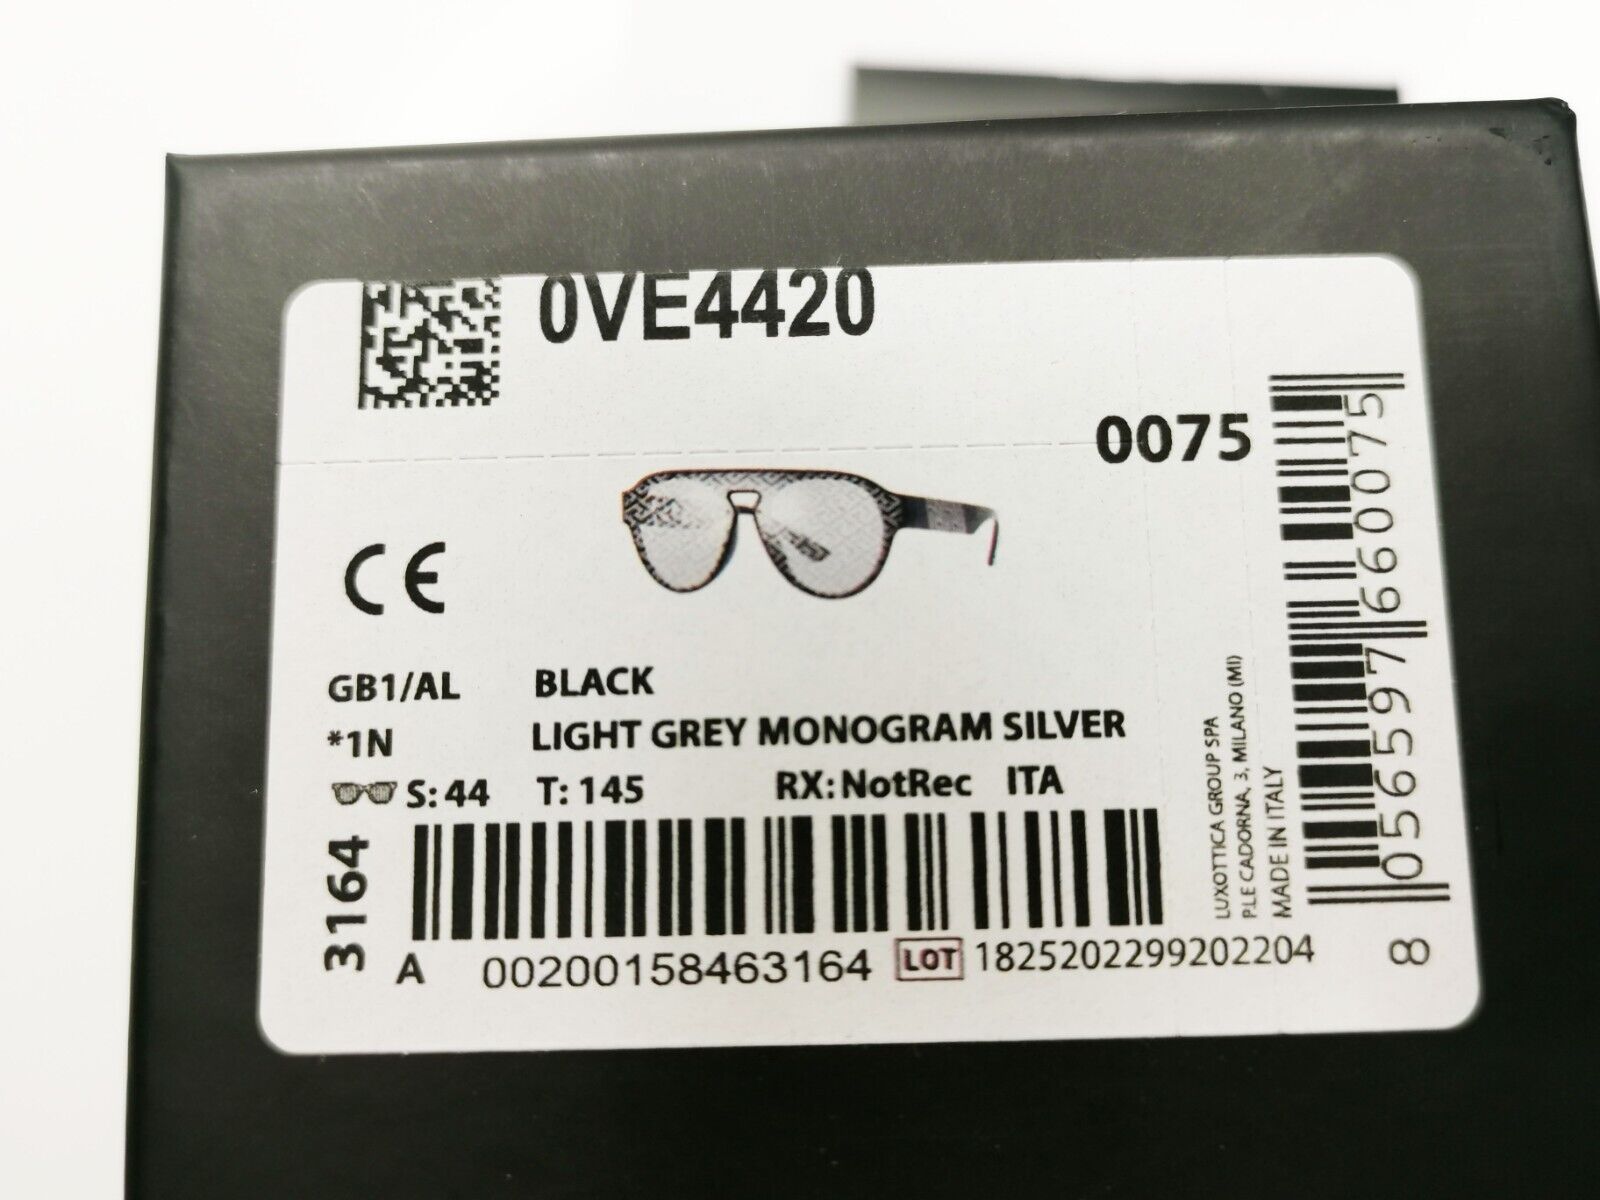 0VE4420
0075
CE
GB1/AL BLACK
*1N LIGHT GREY MONOGRAM SILVER
S: 44 T: 145 RX: NotRec ITA
3164
A 00200158463164 LOT 1825202299202204
LUXOTTICA GROUP SPA
P.LE CADORNA, 3, MILANO (MI)
MADE IN ITALY
8 056597 660075